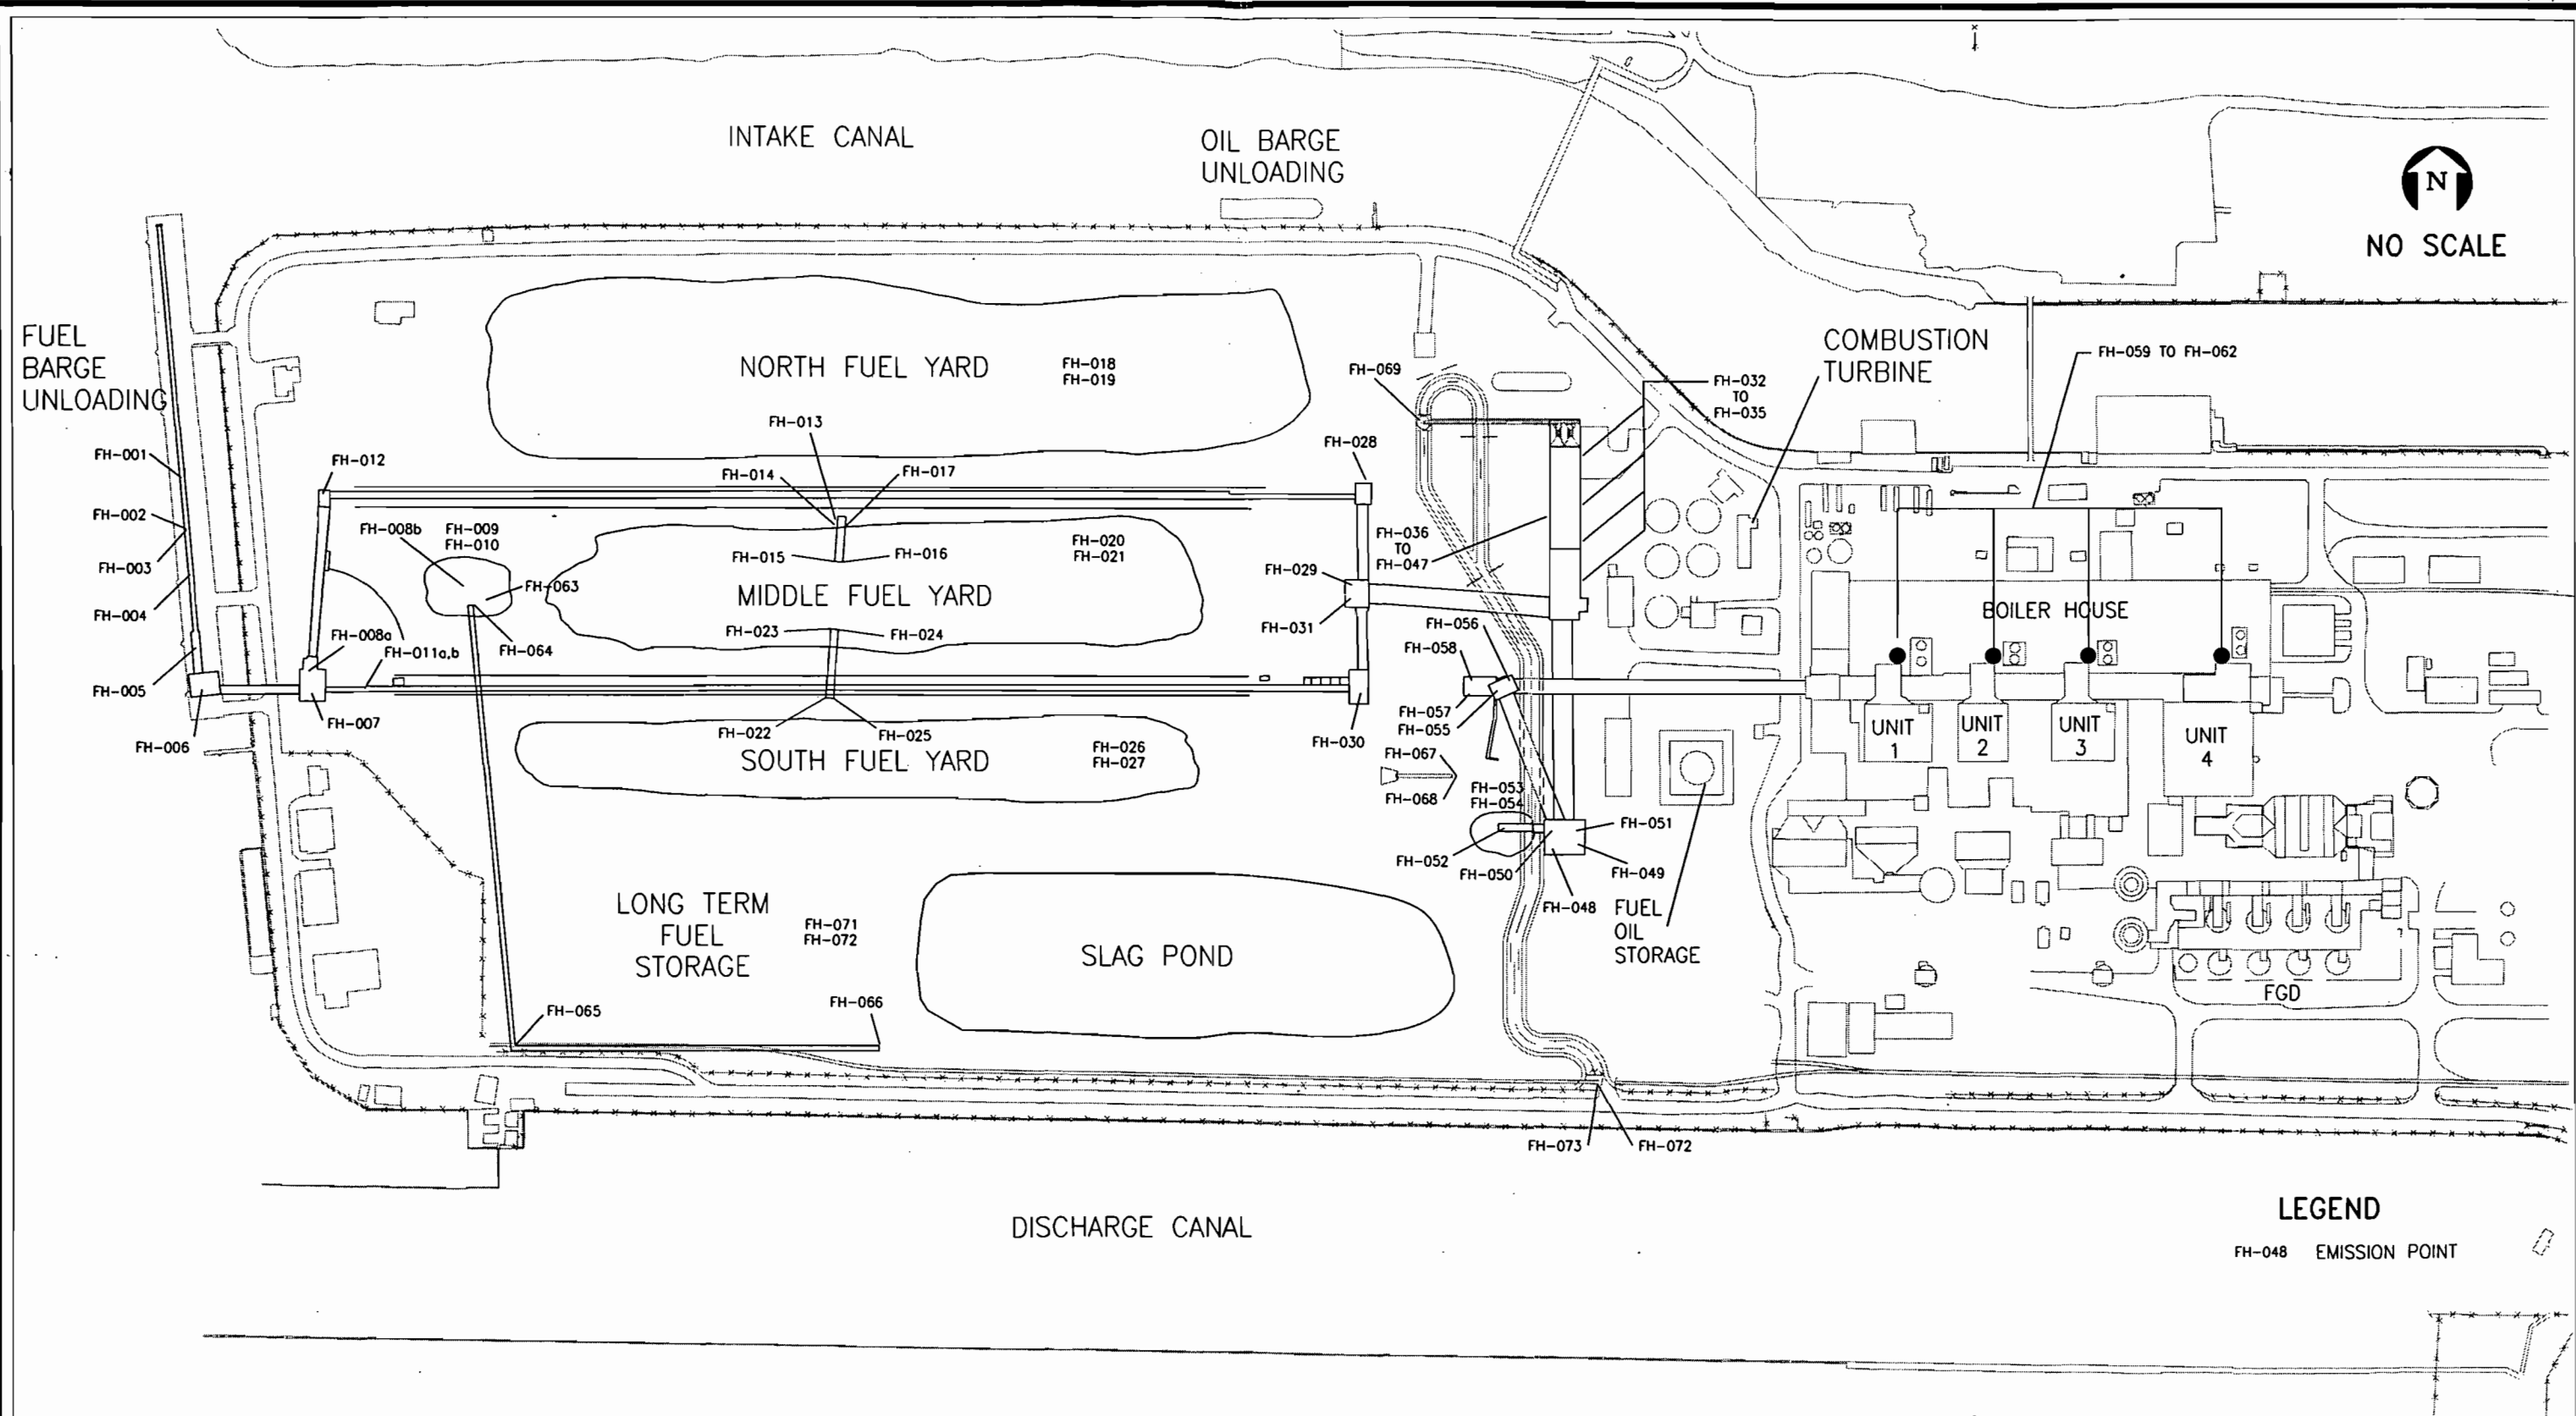 INTAKE CANAL
OIL BARGE
UNLOADING
N
NO SCALE
FUEL
BARGE
UNLOADING
NORTH FUEL YARD
FH-018
FH-019
FH-069
FH-032
TO
FH-035
COMBUSTION
TURBINE
FH-059 TO FH-062
FH-001
FH-012
FH-013
FH-014
FH-017
FH-028
FH-002
FH-003
FH-004
FH-005
FH-006
FH-007
FH-008b
FH-009
FH-010
FH-063
FH-064
FH-008a
FH-011a,b
FH-015
FH-016
FH-020
FH-021
MIDDLE FUEL YARD
FH-023
FH-024
FH-029
FH-031
FH-036
TO
FH-047
FH-056
FH-058
FH-057
FH-055
FH-022
FH-025
FH-026
FH-027
SOUTH FUEL YARD
FH-030
FH-067
FH-068
FH-053
FH-054
FH-052
FH-050
FH-051
FH-049
FH-048
FUEL
OIL
STORAGE
BOILER HOUSE
UNIT
1
UNIT
2
UNIT
3
UNIT
4
FGD
LONG TERM
FUEL
STORAGE
FH-071
FH-072
SLAG POND
FH-065
FH-066
FH-073
FH-072
DISCHARGE CANAL
LEGEND
FH-048 EMISSION POINT